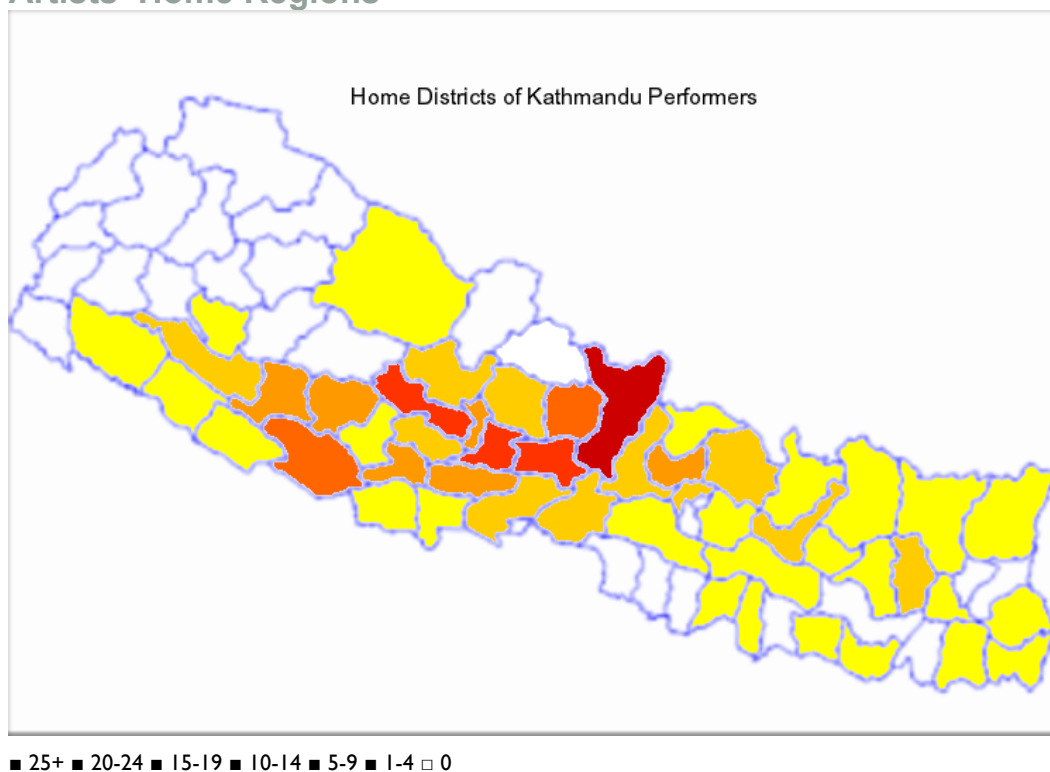 Artists' Home Regions
Home Districts of Kathmandu Performers
■ 25+ ■ 20-24 ■ 15-19 ■ 10-14 ■ 5-9 ■ 1-4 □ 0